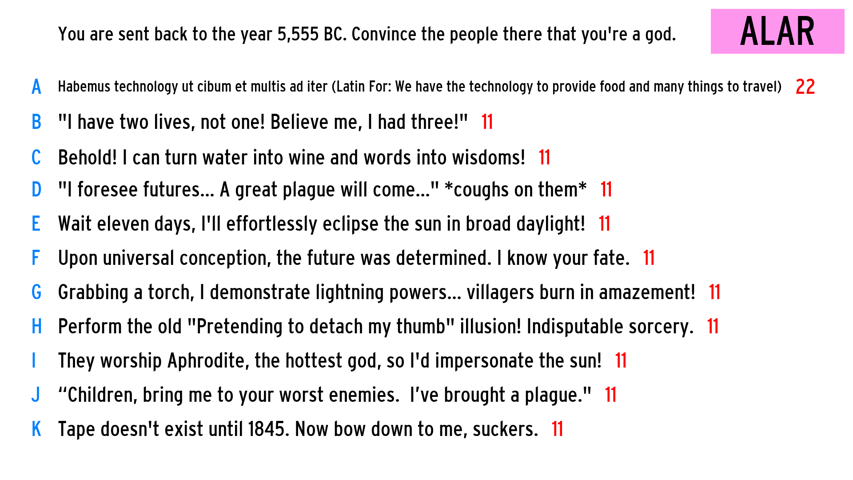 You are sent back to the year 5,555 BC. Convince the people there that you're a god.
ALAR
A Habemus technology ut cibum et multis ad iter (Latin For: We have the technology to provide food and many things to travel) 22
B "I have two lives, not one! Believe me, I had three!" 11
C Behold! I can turn water into wine and words into wisdoms! 11
D "I foresee futures... A great plague will come..." *coughs on them* 11
E Wait eleven days, I'll effortlessly eclipse the sun in broad daylight! 11
F Upon universal conception, the future was determined. I know your fate. 11
G Grabbing a torch, I demonstrate lightning powers... villagers burn in amazement! 11
H Perform the old "Pretending to detach my thumb" illusion! Indisputable sorcery. 11
I They worship Aphrodite, the hottest god, so I'd impersonate the sun! 11
J “Children, bring me to your worst enemies.  I’ve brought a plague." 11
K Tape doesn't exist until 1845. Now bow down to me, suckers. 11